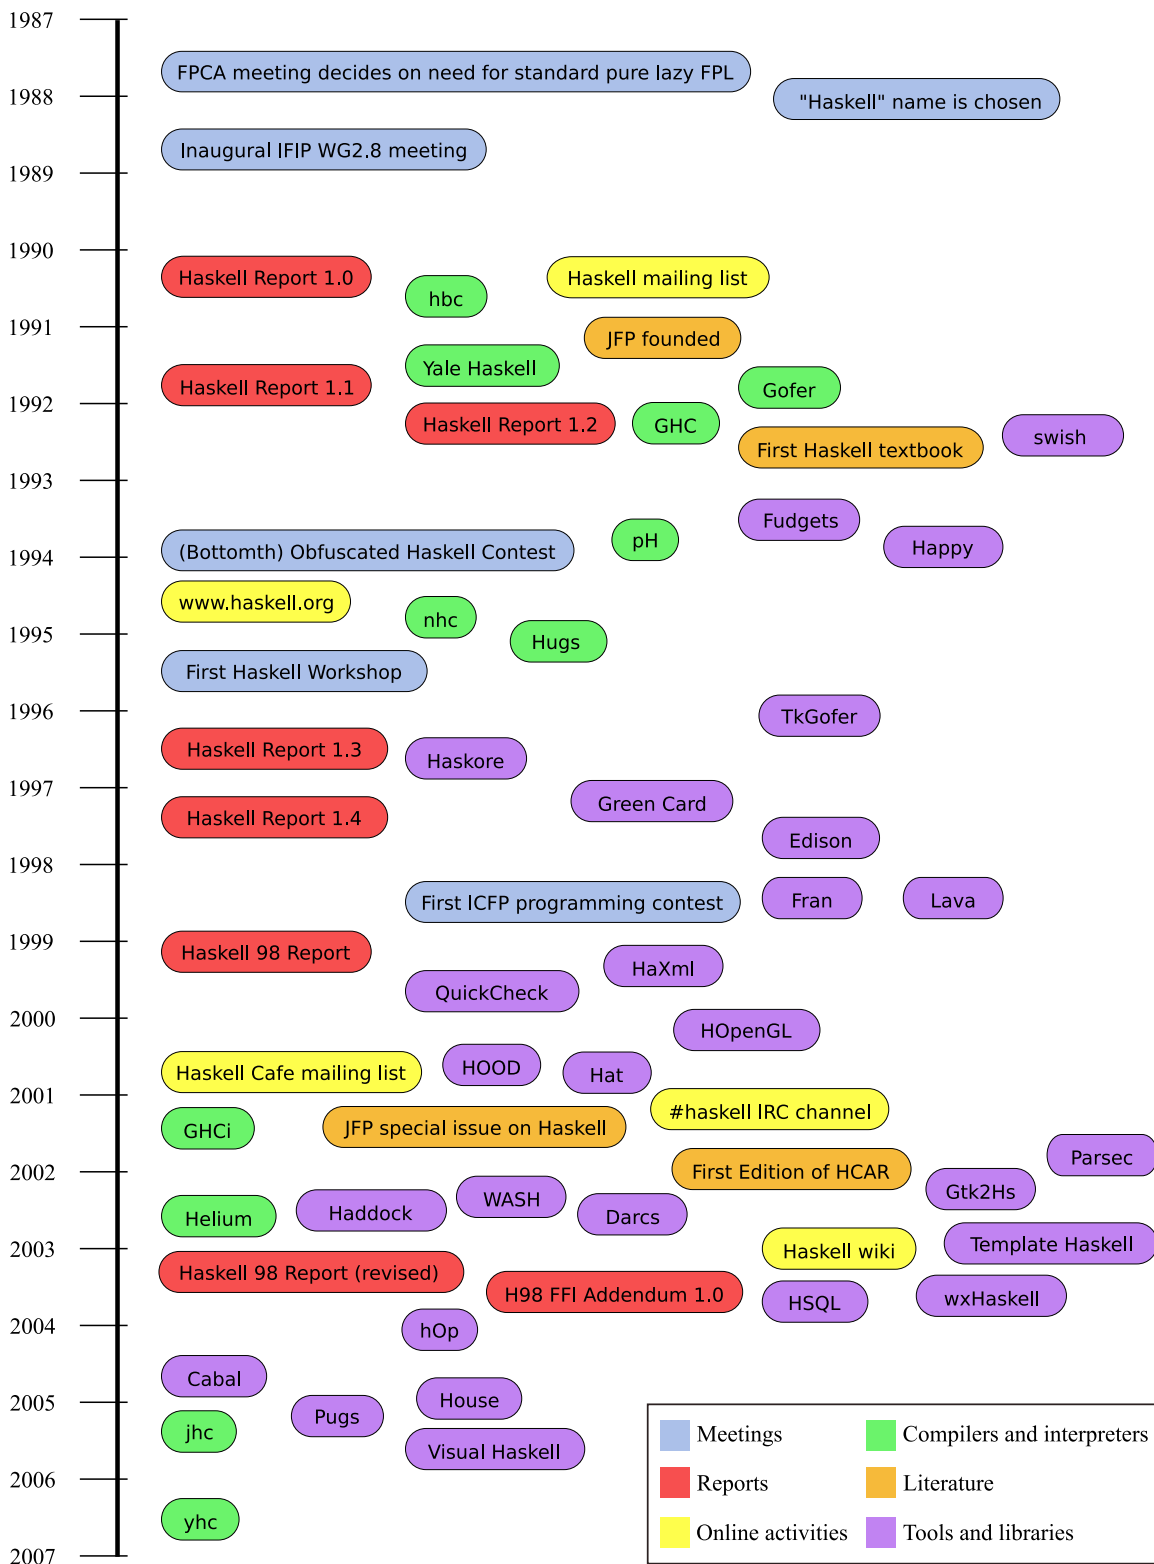 1987
FPCA meeting decides on need for standard pure lazy FPL
1988
"Haskell" name is chosen
Inaugural IFIP WG2.8 meeting
1989
1990
Haskell Report 1.0
Haskell mailing list
hbc
1991
JFP founded
Yale Haskell
Haskell Report 1.1
Gofer
1992
Haskell Report 1.2
GHC
swish
First Haskell textbook
1993
Fudgets
pH
Happy
(Bottomth) Obfuscated Haskell Contest
1994
www.haskell.org
nhc
1995
Hugs
First Haskell Workshop
1996
TkGofer
Haskell Report 1.3
Haskore
1997
Green Card
Haskell Report 1.4
Edison
1998
First ICFP programming contest
Fran
Lava
1999
Haskell 98 Report
HaXml
QuickCheck
2000
HOpenGL
Haskell Cafe mailing list
HOOD
Hat
2001
#haskell IRC channel
GHCi
JFP special issue on Haskell
Parsec
2002
First Edition of HCAR
Gtk2Hs
WASH
Haddock
Darcs
Helium
2003
Haskell wiki
Template Haskell
Haskell 98 Report (revised)
H98 FFI Addendum 1.0
HSQL
wxHaskell
2004
hOp
Cabal
2005
House
Pugs
jhc
Visual Haskell
2006
yhc
2007
Meetings
Compilers and interpreters
Reports
Literature
Online activities
Tools and libraries